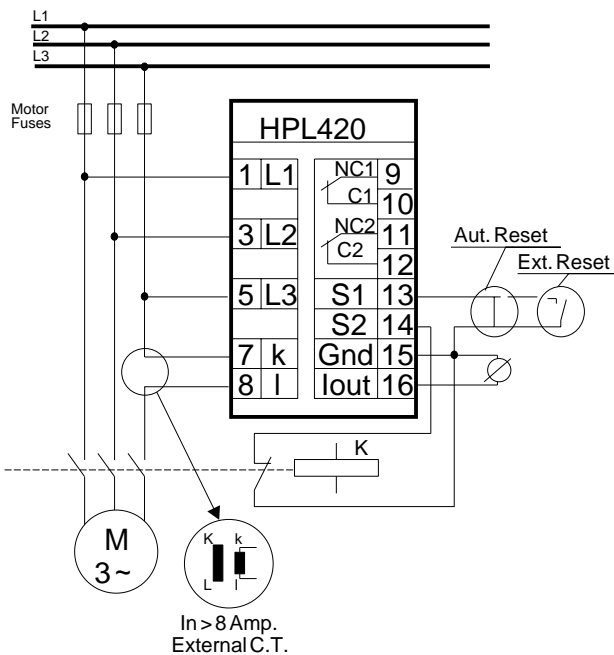 L1
L2
L3
Motor
Fuses
HPL420
1 L1
NC1 9
C1 10
3 L2
NC2 11
C2 12
Aut. Reset
Ext. Reset
5 L3
S1 13
S2 14
7 k
Gnd 15
8 l
Iout 16
K
M
3~
K k
L l
In > 8 Amp.
External C.T.